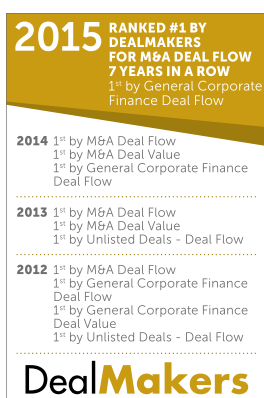 2015 RANKED #1 BY
DEALMAKERS
FOR M&A DEAL FLOW
7 YEARS IN A ROW
1st by General Corporate
Finance Deal Flow
2014 1st by M&A Deal Flow
1st by M&A Deal Value
1st by General Corporate Finance
Deal Flow
2013 1st by M&A Deal Flow
1st by M&A Deal Value
1st by Unlisted Deals - Deal Flow
2012 1st by M&A Deal Flow
1st by General Corporate Finance
Deal Flow
1st by General Corporate Finance
Deal Value
1st by Unlisted Deals - Deal Flow
DealMakers